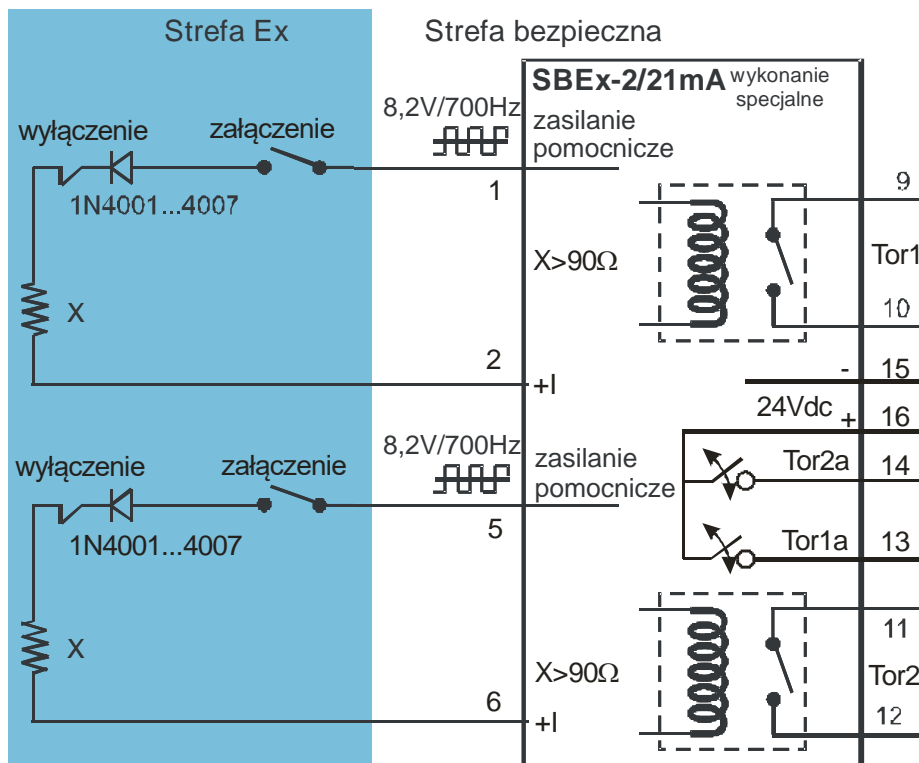 Strefa Ex
Strefa bezpieczna
SBEx-2/21mA wykonanie
specjalne
8,2V/700Hz
wyłączenie
załączenie
zasilanie
pomocnicze
1N4001...4007
1
9
X>90Ω
Tor1
X
10
2
+I
-
15
24Vdc
+
16
8,2V/700Hz
wyłączenie
załączenie
zasilanie
pomocnicze
Tor2a
14
5
1N4001...4007
Tor1a
13
11
X
X>90Ω
Tor2
6
+I
12